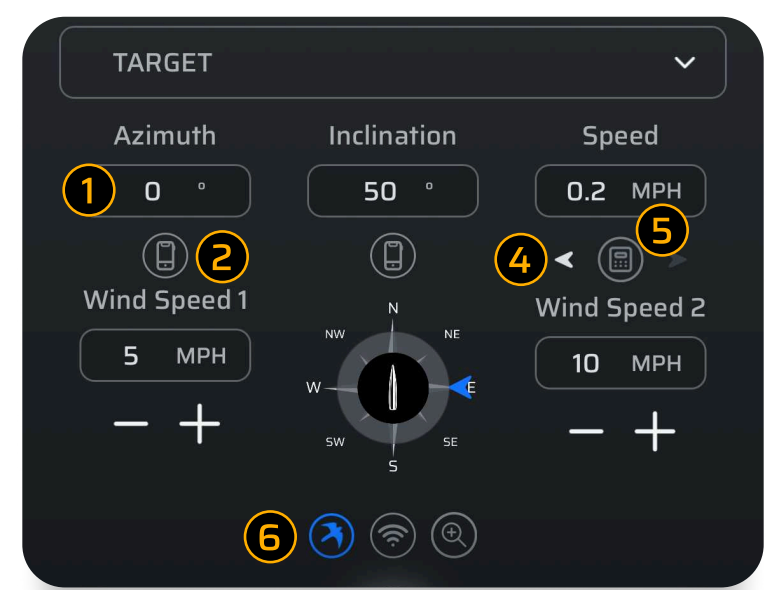 TARGET
Azimuth Inclination Speed
1 0 ° 50 ° 0.2 MPH
2 4 5
Wind Speed 1 N Wind Speed 2
NW NE
5 MPH 10 MPH
W E
SW SE
S
6